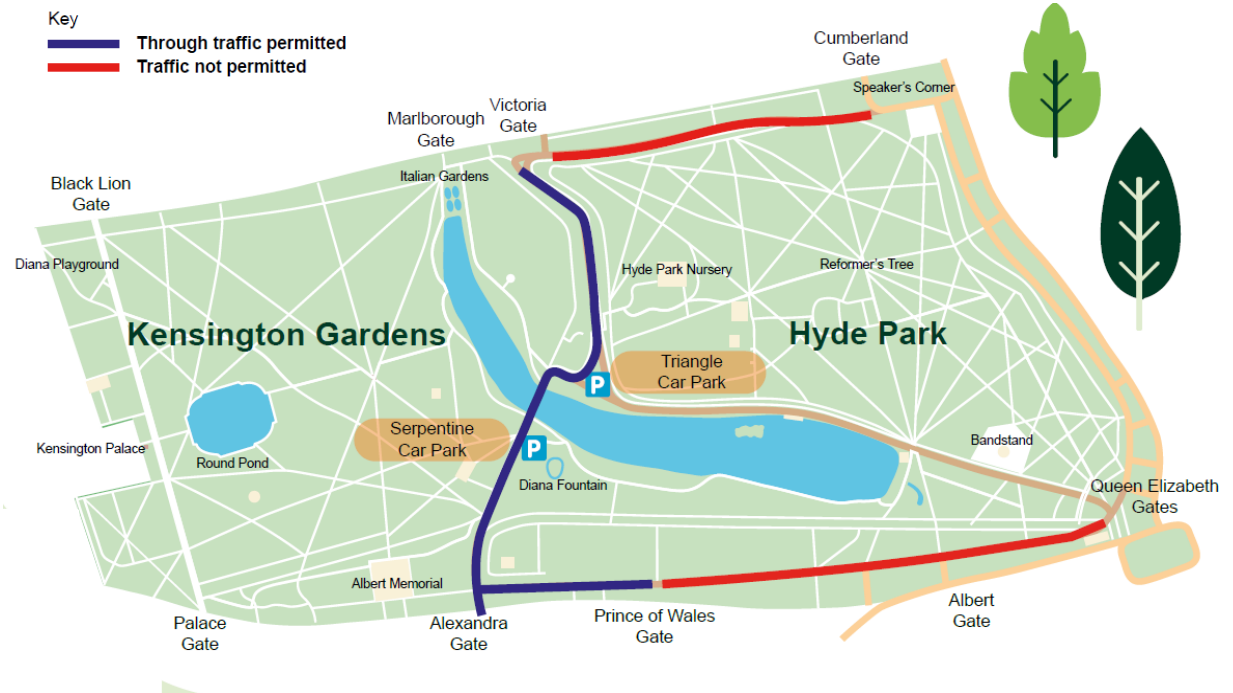 Key
Through traffic permitted
Traffic not permitted
Cumberland
Gate
Speaker's Corner
Victoria
Gate
Marlborough
Gate
Italian Gardens
Black Lion
Gate
Diana Playground
Hyde Park Nursery
Reformer's Tree
Kensington Gardens
Hyde Park
Triangle
Car Park
P
Serpentine
Car Park
P
Kensington Palace
Round Pond
Diana Fountain
Bandstand
Queen Elizabeth
Gates
Albert Memorial
Palace
Gate
Alexandra
Gate
Prince of Wales
Gate
Albert
Gate